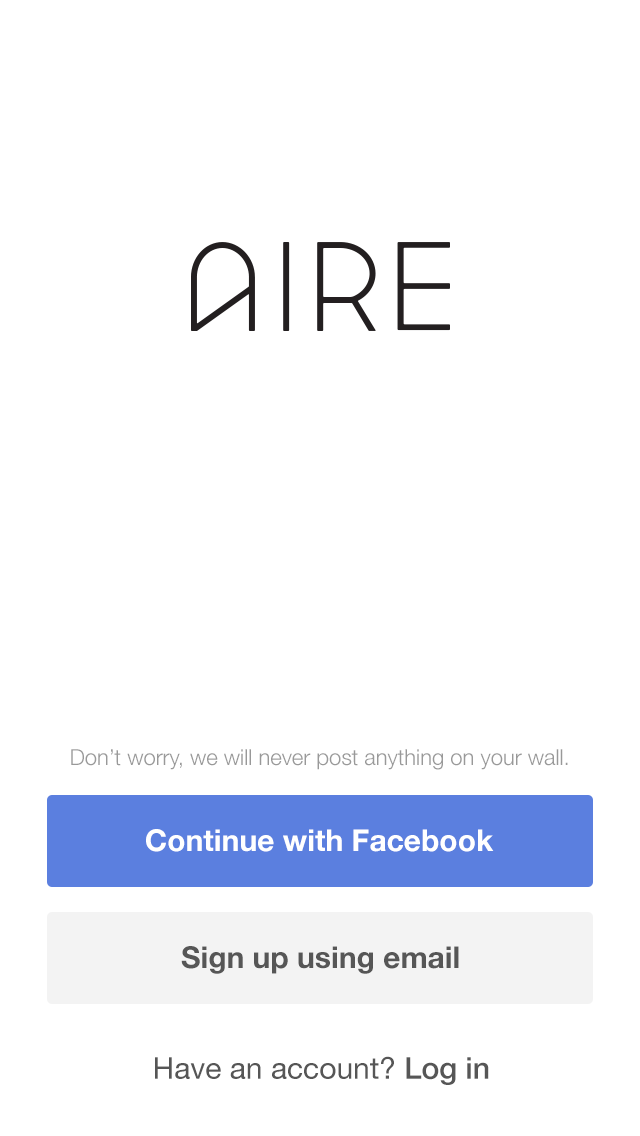 AIRE
Don’t worry, we will never post anything on your wall.
Continue with Facebook
Sign up using email
Have an account? Log in